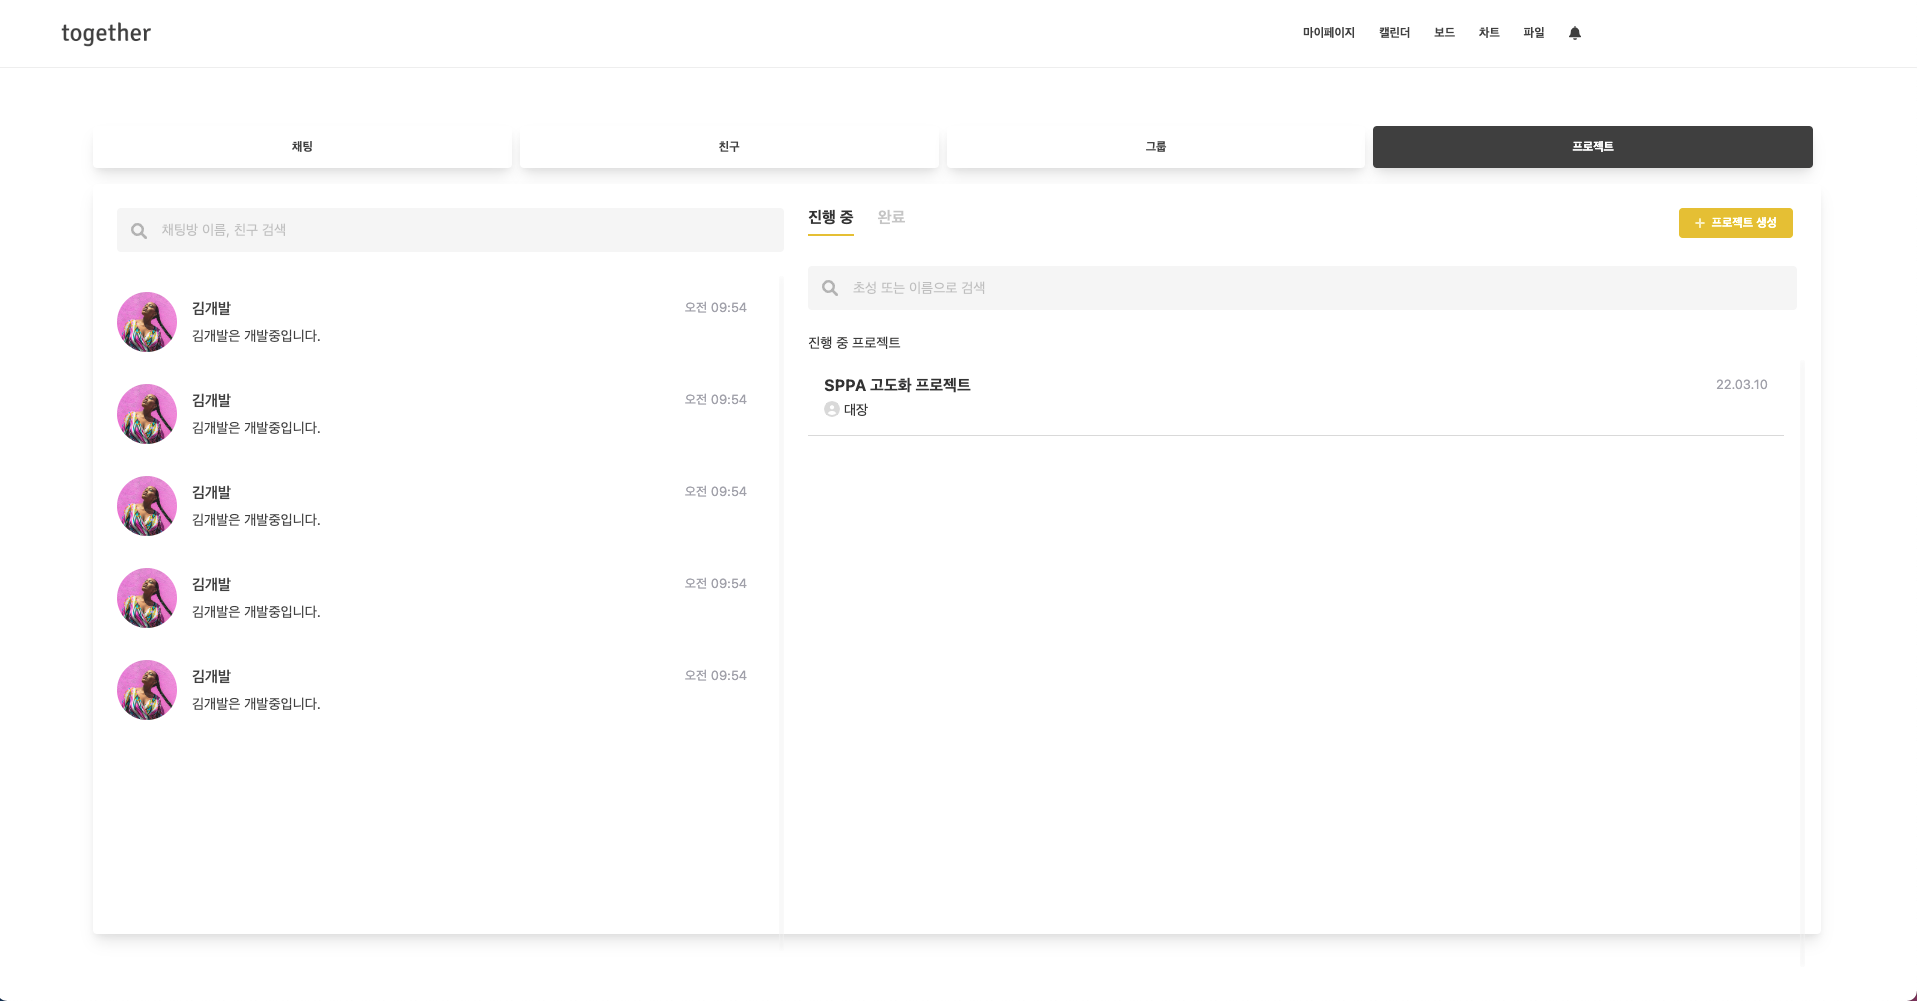 together
마이페이지 캘린더 보드 차트 파일
채팅 친구 그룹 프로젝트
채팅방 이름, 친구 검색
김개발 오전 09:54
김개발은 개발중입니다.
김개발 오전 09:54
김개발은 개발중입니다.
김개발 오전 09:54
김개발은 개발중입니다.
김개발 오전 09:54
김개발은 개발중입니다.
김개발 오전 09:54
김개발은 개발중입니다.
진행 중 완료 + 프로젝트 생성
초성 또는 이름으로 검색
진행 중 프로젝트
SPPA 고도화 프로젝트 22.03.10
대장